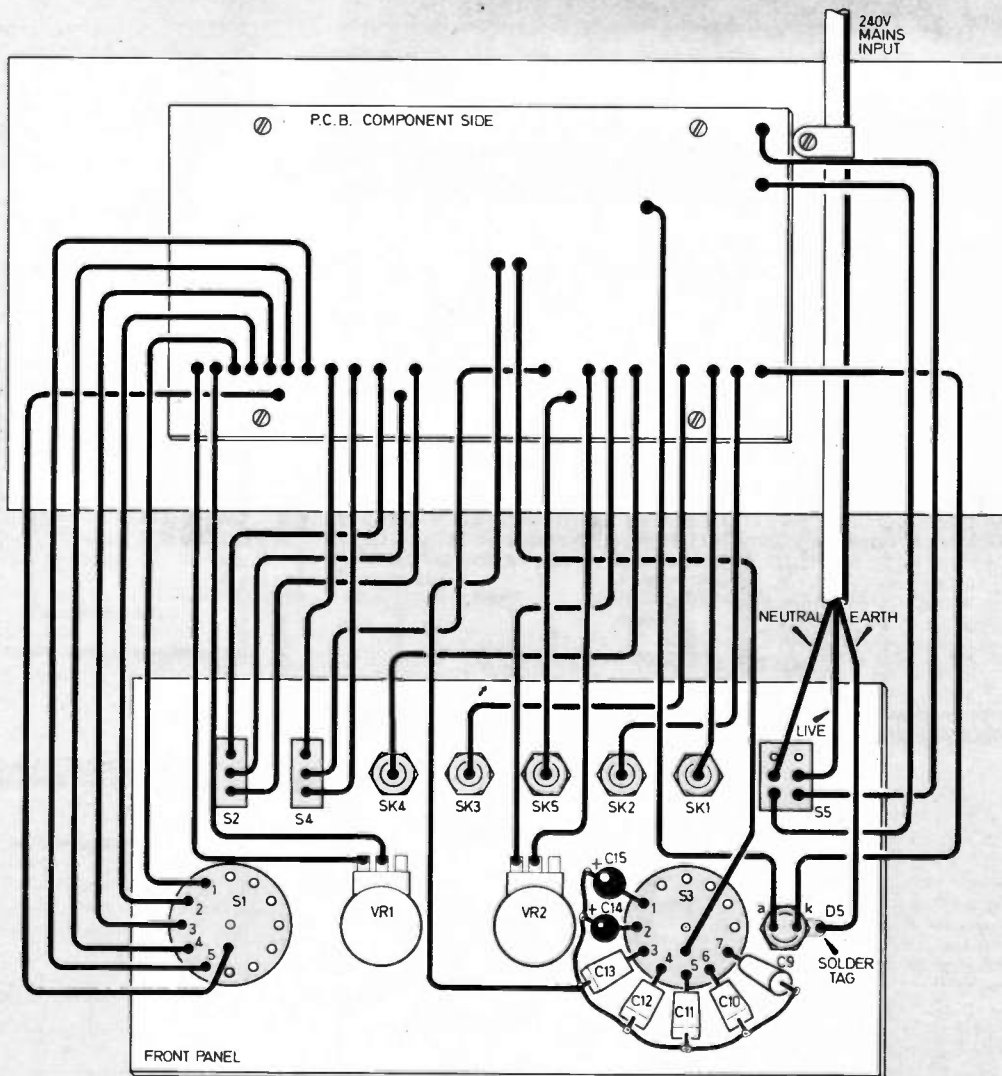 240V
MAINS
INPUT
P.C.B. COMPONENT SIDE
NEUTRAL
EARTH
LIVE
S2
S4
SK4
SK3
SK5
SK2
SK1
S5
1
2
3
4
5
S1
VR1
VR2
+ C15
+ C14
S3
1
2
3
4
5
6
7
C13
C12
C11
C10
C9
a
k
D5
SOLDER
TAG
FRONT PANEL